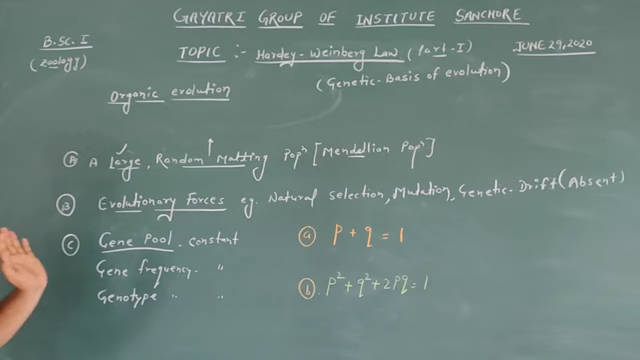 GAYATRI GROUP OF INSTITUTE SANCHORE
B.Sc. I
(Zoology)
TOPIC :- Hardey-Weinberg Law (Part-I)
JUNE 29, 2020
(Genetic-Basis of evolution)
Organic evolution
(A) A Large, Random Matting Popⁿ [Mendellian Popⁿ]
(B) Evolutionary Forces eg. Natural selection, Mutation, Genetic-Drift (Absent)
(C) Gene Pool - constant
Gene frequency - "
Genotype " "
(a) P + q = 1
(b). P² + q² + 2Pq = 1